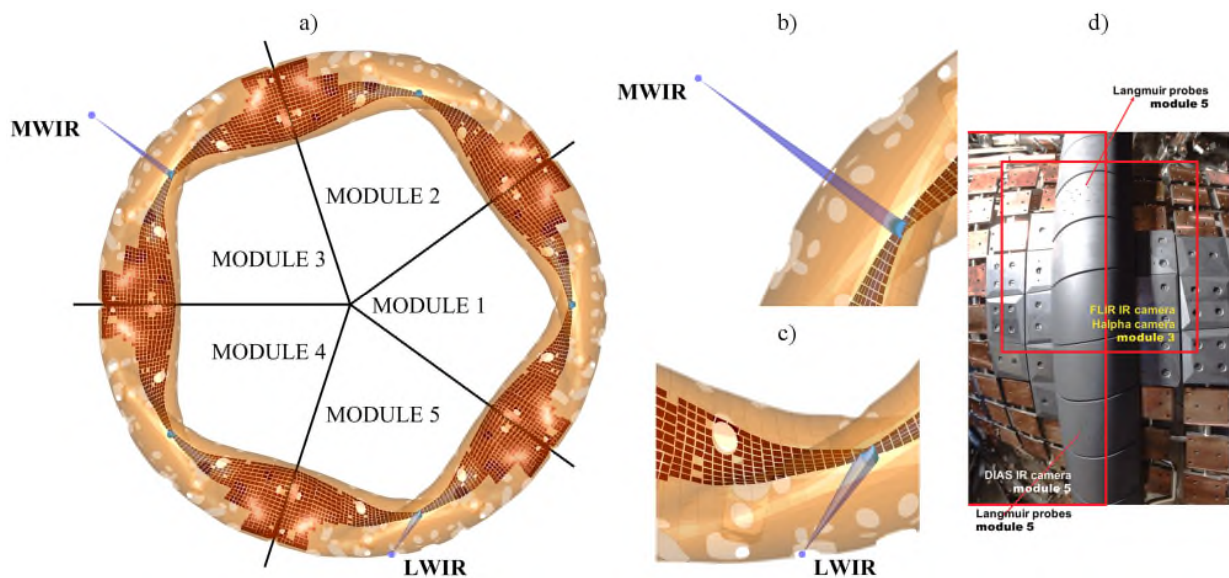 a)
MWIR
MODULE 2
MODULE 3
MODULE 1
MODULE 4
MODULE 5
LWIR
b)
MWIR
c)
LWIR
d)
Langmuir probes
module 5
FLIR IR camera
Halpha camera
module 3
DIAS IR camera
module 5
Langmuir probes
module 5